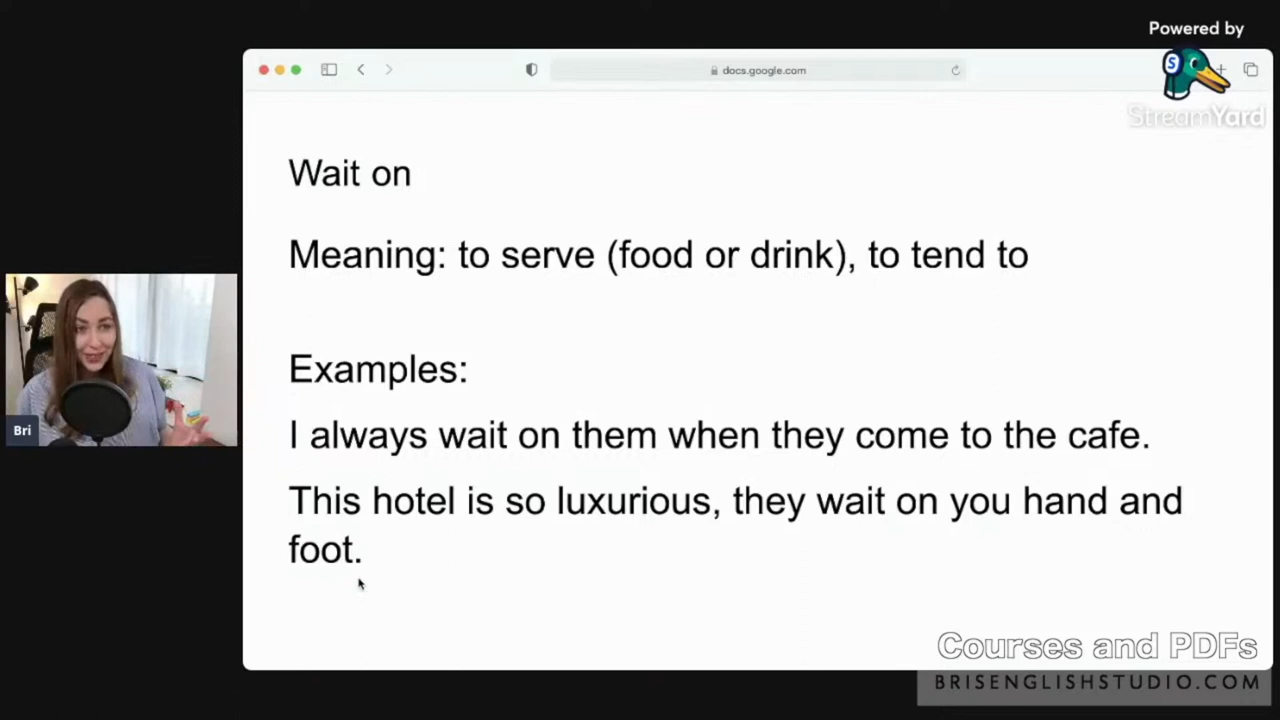 Powered by
docs.google.com
StreamYard
Wait on
Meaning: to serve (food or drink), to tend to
Examples:
I always wait on them when they come to the cafe.
This hotel is so luxurious, they wait on you hand and
foot.
Bri
Courses and PDFs
BRISENGLISHSTUDIO.COM